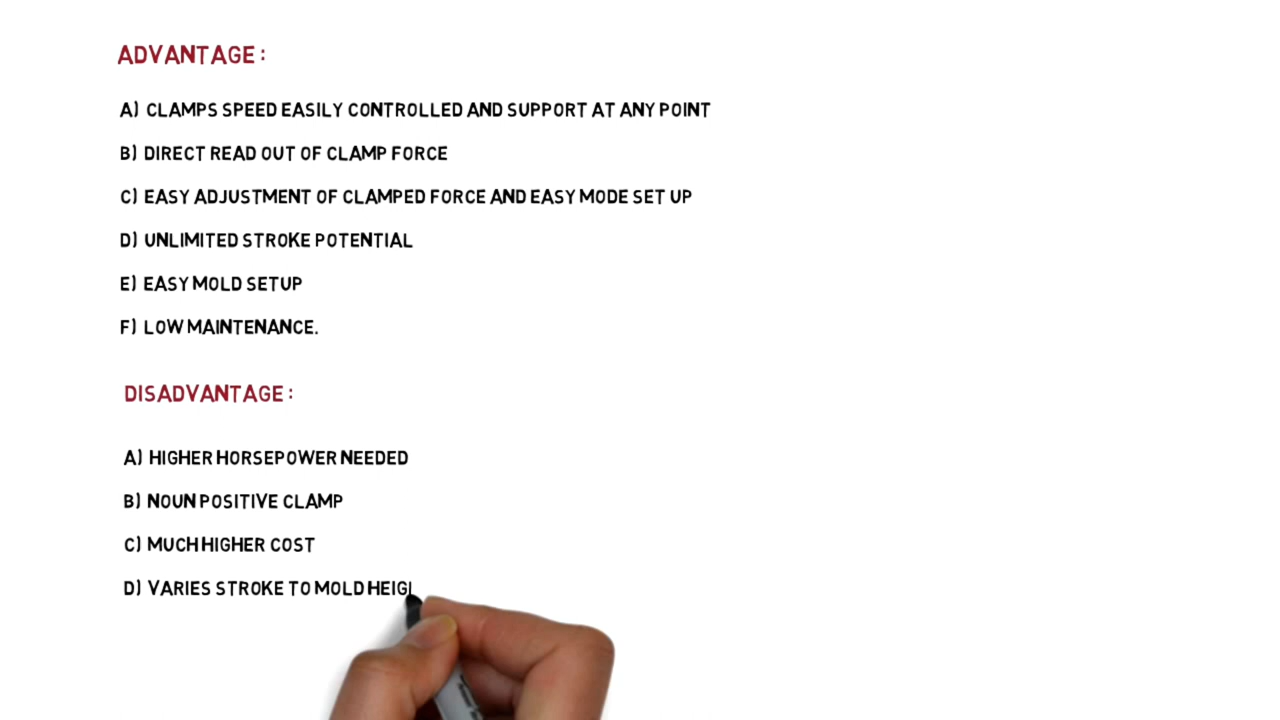 ADVANTAGE :
A) CLAMPS SPEED EASILY CONTROLLED AND SUPPORT AT ANY POINT
B) DIRECT READ OUT OF CLAMP FORCE
C) EASY ADJUSTMENT OF CLAMPED FORCE AND EASY MODE SET UP
D) UNLIMITED STROKE POTENTIAL
E) EASY MOLD SETUP
F) LOW MAINTENANCE.
DISADVANTAGE :
A) HIGHER HORSEPOWER NEEDED
B) NOUN POSITIVE CLAMP
C) MUCH HIGHER COST
D) VARIES STROKE TO MOLD HEIG